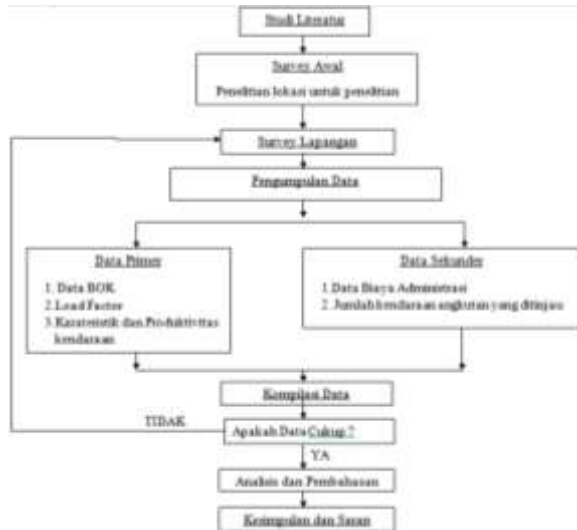 Studi Literatur
Survey Awal
Penelitian lokasi untuk penelitian
Survey Lapangan
Pengumpulan Data
Data Primer
1. Data BOK
2. Load Factor
3. Karateristik dan Produktivitas
kendaraan
Data Sekunder
1. Data Biaya Administrasi
2. Jumlah kendaraan angkutan yang ditinjau
Kompilasi Data
TIDAK
Apakah Data Cukup ?
YA
Analisis dan Pembahasan
Kesimpulan dan Saran